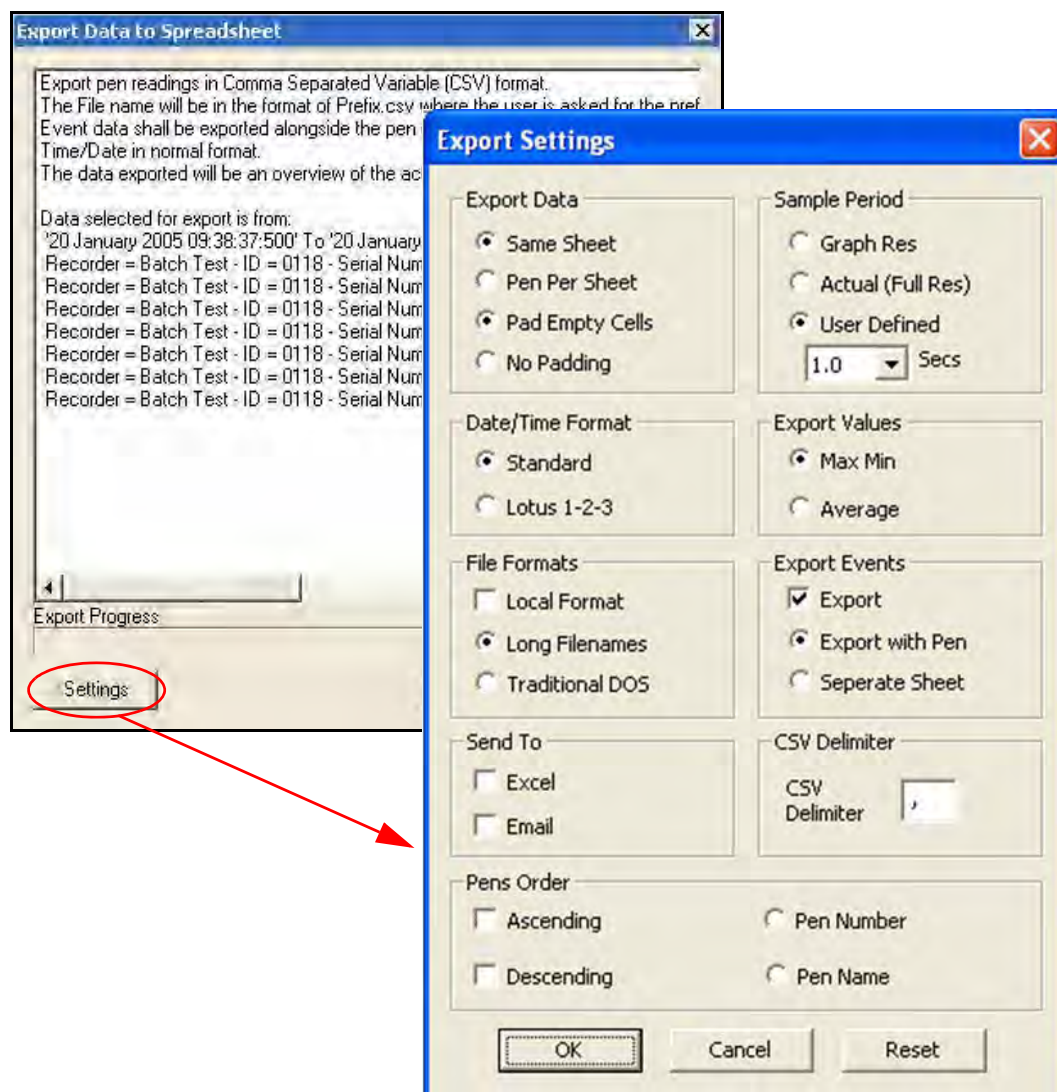 Export Data to Spreadsheet
Export pen readings in Comma Separated Variable (CSV) format.
The File name will be in the format of Prefix.csv where the user is asked for the pref
Event data shall be exported alongside the pen
Time/Date in normal format.
The data exported will be an overview of the ac
Data selected for export is from:
'20 January 2005 09:38:37:500' To '20 January
Recorder = Batch Test - ID = 0118 - Serial Num
Recorder = Batch Test - ID = 0118 - Serial Num
Recorder = Batch Test - ID = 0118 - Serial Num
Recorder = Batch Test - ID = 0118 - Serial Num
Recorder = Batch Test - ID = 0118 - Serial Num
Recorder = Batch Test - ID = 0118 - Serial Num
Recorder = Batch Test - ID = 0118 - Serial Num
Export Progress
Settings
Export Settings
Export Data
Same Sheet
Pen Per Sheet
Pad Empty Cells
No Padding
Sample Period
Graph Res
Actual (Full Res)
User Defined
1.0 Secs
Date/Time Format
Standard
Lotus 1-2-3
Export Values
Max Min
Average
File Formats
Local Format
Long Filenames
Traditional DOS
Export Events
Export
Export with Pen
Seperate Sheet
Send To
Excel
Email
CSV Delimiter
CSV
Delimiter ,
Pens Order
Ascending
Descending
Pen Number
Pen Name
OK
Cancel
Reset